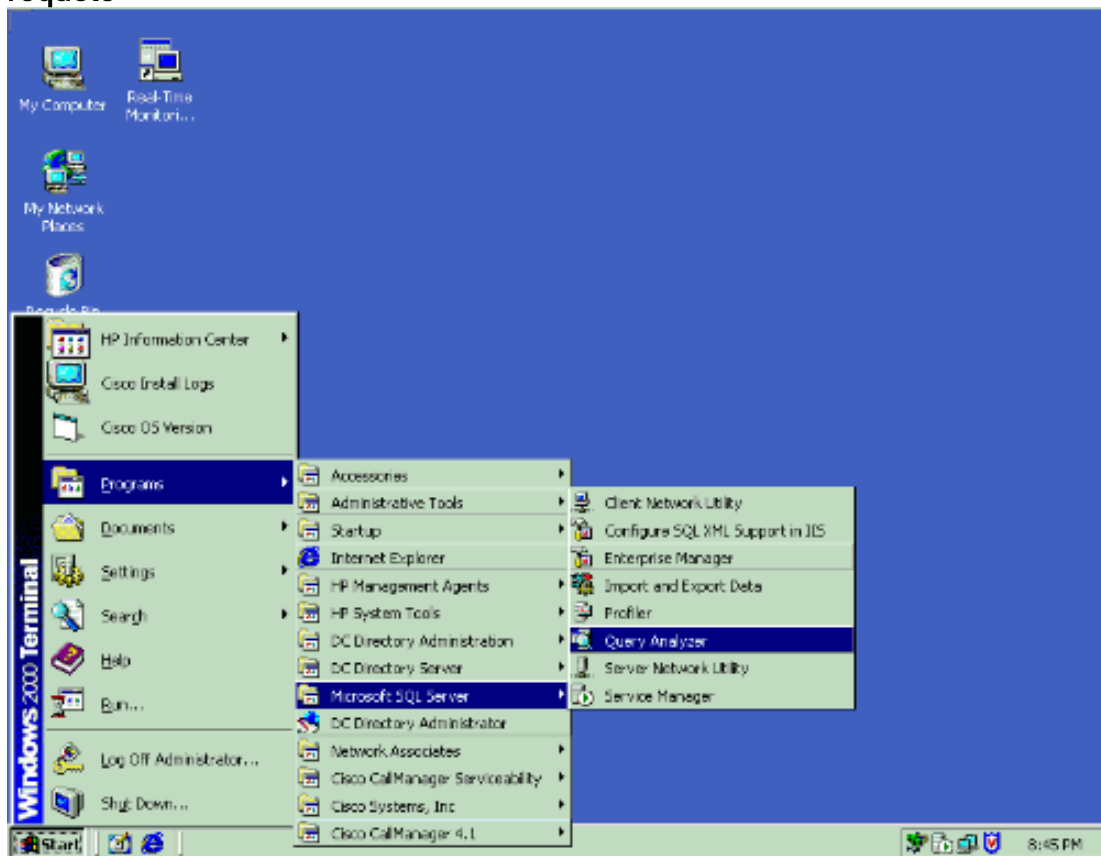 My Computer
Real-Time
Monitori...
My Network
Places
HP Information Center
Cisco Install Logs
Cisco OS Version
Programs
Documents
Settings
Search
Help
Run...
Log Off Administrator...
Shut Down...
Windows 2000 Terminal
Accessories
Administrative Tools
Startup
Internet Explorer
HP Management Agents
HP System Tools
DC Directory Administration
DC Directory Server
Microsoft SQL Server
DC Directory Administrator
Network Associates
Cisco CallManager Serviceability
Cisco Systems, Inc
Cisco CallManager 4.1
Client Network Utility
Configure SQL XML Support in IIS
Enterprise Manager
Import and Export Data
Profiler
Query Analyzer
Server Network Utility
Service Manager
Start
8:45 PM